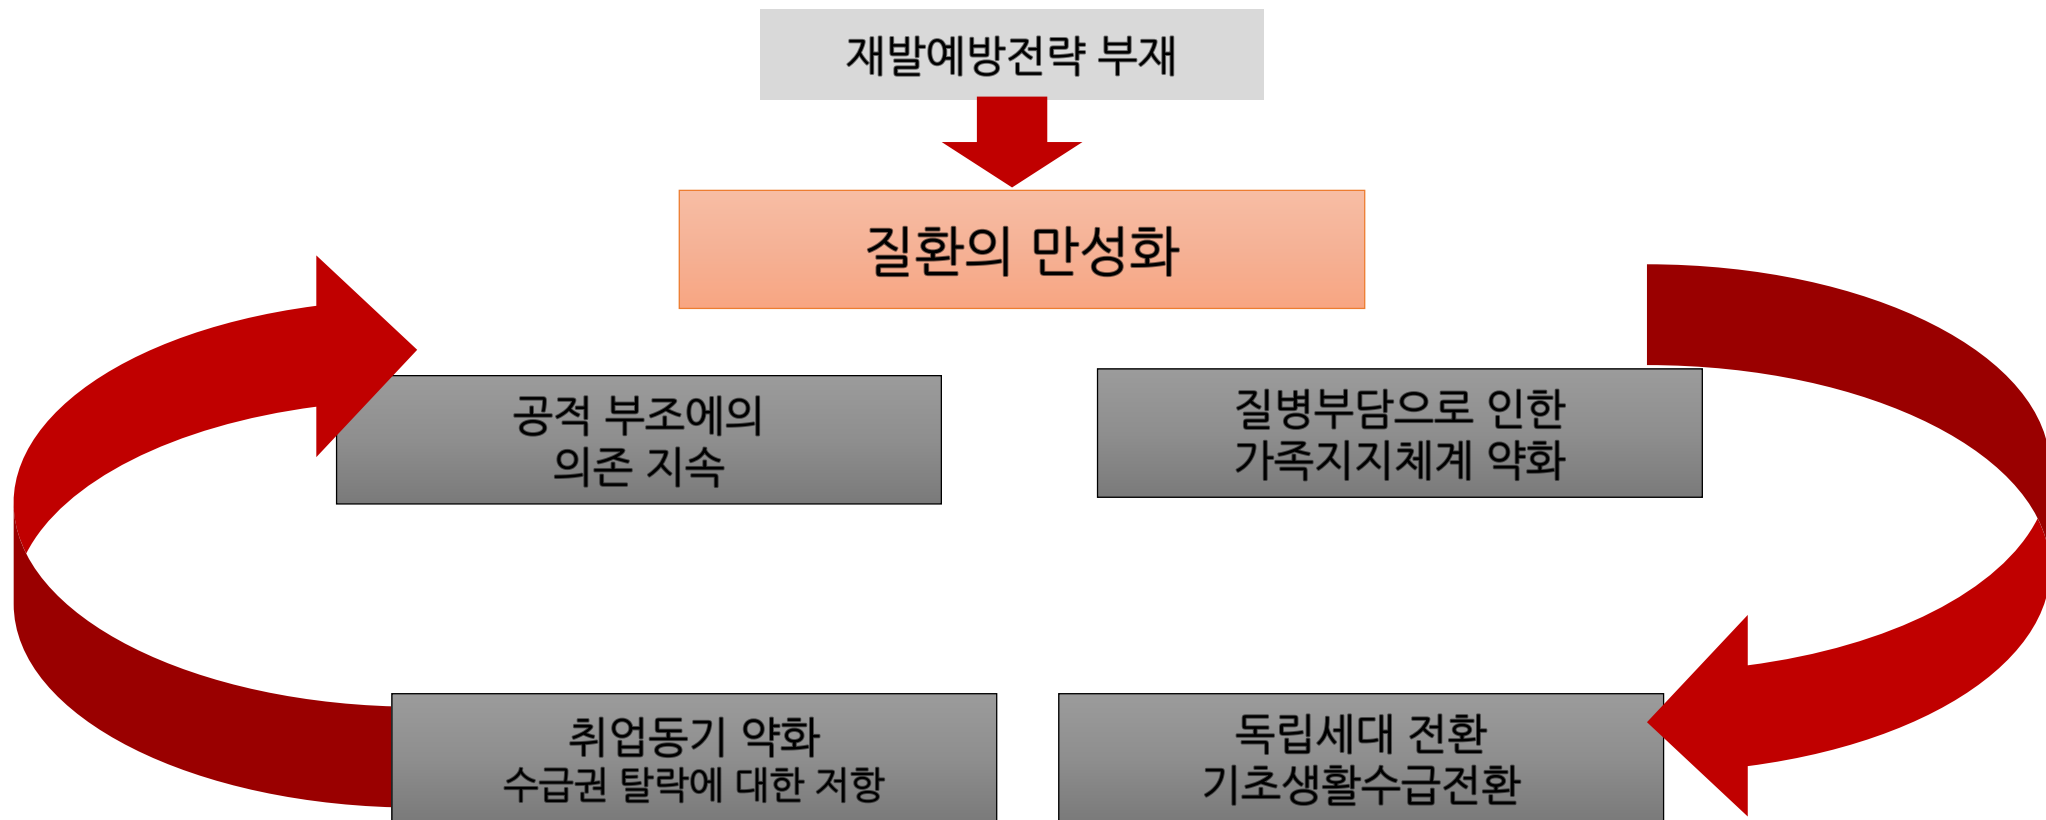 재발예방전략 부재
질환의 만성화
공적 부조에의
의존 지속
질병부담으로 인한
가족지지체계 약화
취업동기 약화
수급권 탈락에 대한 저항
독립세대 전환
기초생활수급전환